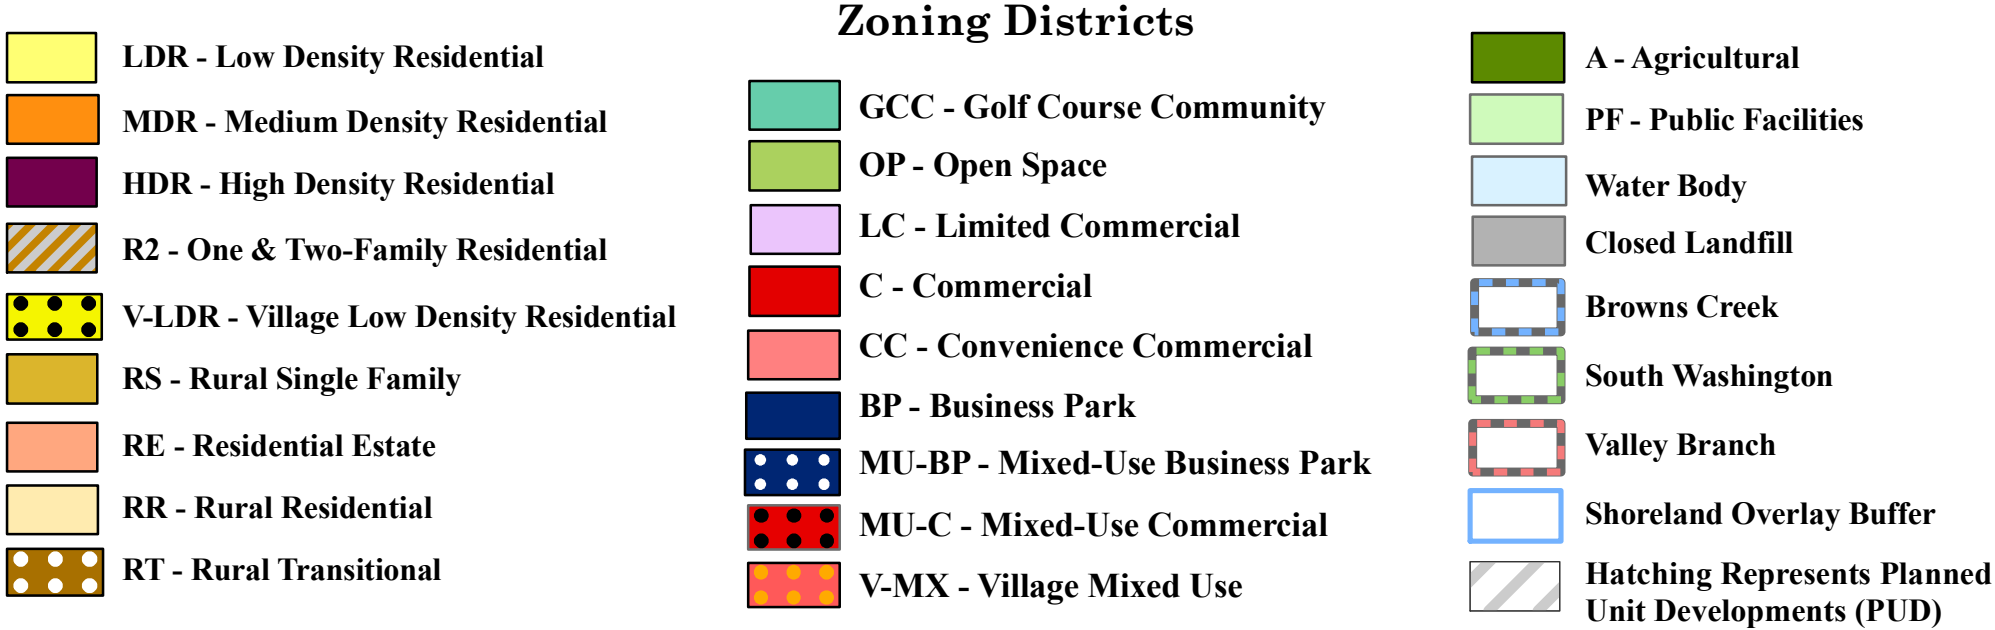 Zoning Districts
LDR - Low Density Residential
MDR - Medium Density Residential
HDR - High Density Residential
R2 - One & Two-Family Residential
V-LDR - Village Low Density Residential
RS - Rural Single Family
RE - Residential Estate
RR - Rural Residential
RT - Rural Transitional
GCC - Golf Course Community
OP - Open Space
LC - Limited Commercial
C - Commercial
CC - Convenience Commercial
BP - Business Park
MU-BP - Mixed-Use Business Park
MU-C - Mixed-Use Commercial
V-MX - Village Mixed Use
A - Agricultural
PF - Public Facilities
Water Body
Closed Landfill
Browns Creek
South Washington
Valley Branch
Shoreland Overlay Buffer
Hatching Represents Planned
Unit Developments (PUD)